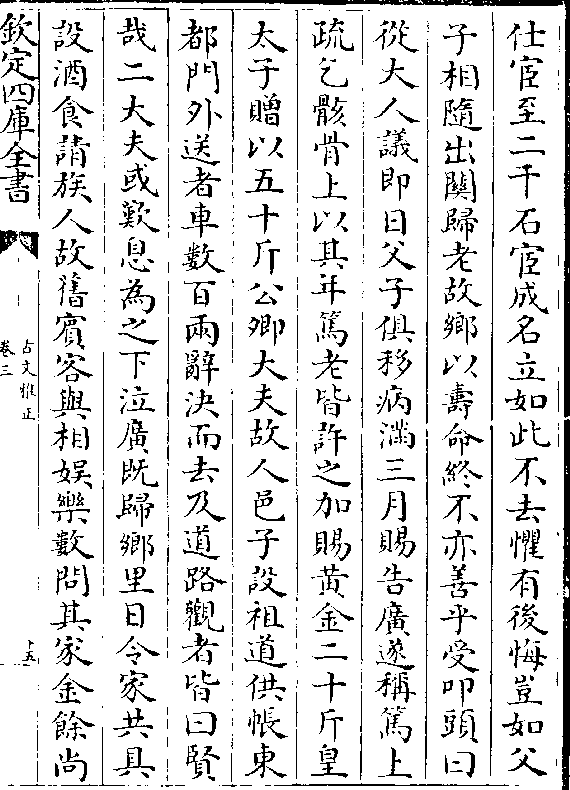 仕宦至二千石宦成名立如此不去懼有後悔豈如父
子相隨出關歸老故鄉以壽命終不亦善乎受叩頭曰
從大人議即日父子俱移病滿三月賜告廣遂稱篤上
疏乞骸骨上以其年篤老皆許之加賜黃金二十斤皇
太子贈以五十斤公卿大夫故人邑子設祖道供帳東
都門外送者車數百兩辭決而去及道路觀者皆曰賢
哉二大夫或歎息為之下泣廣既歸鄉里日令家共具
設酒食請族人故舊賓客與相娛樂數問其家金餘尚
欽定四庫全書
古文雅正
卷三
十五